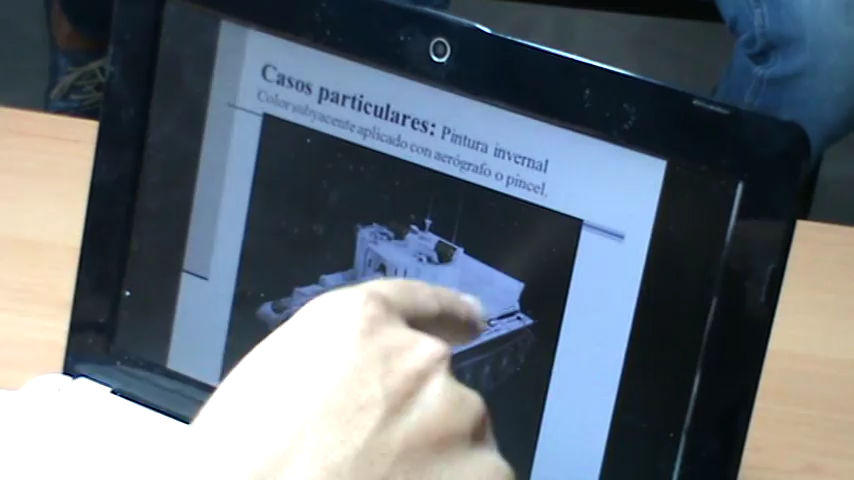 Casos particulares: Pintura invernal
Color subyacente aplicado con aerógrafo o pincel.